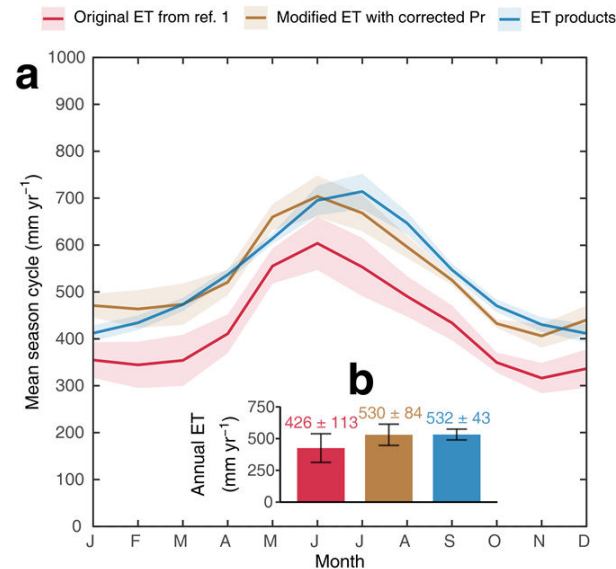 Original ET from ref. 1 Modified ET with corrected Pr ET products
a
Mean season cycle (mm yr⁻¹)
1000
900
800
700
600
500
400
300
200
100
0
b
Annual ET
(mm yr⁻¹)
750
500
250
0
426 ± 113 530 ± 84 532 ± 43
J F M A M J J A S O N D
Month